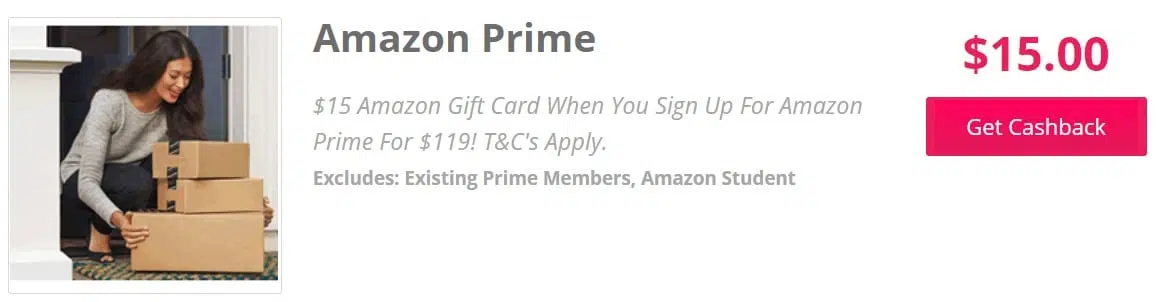 Amazon Prime
$15 Amazon Gift Card When You Sign Up For Amazon
Prime For $119! T&C's Apply.
Excludes: Existing Prime Members, Amazon Student
$15.00
Get Cashback